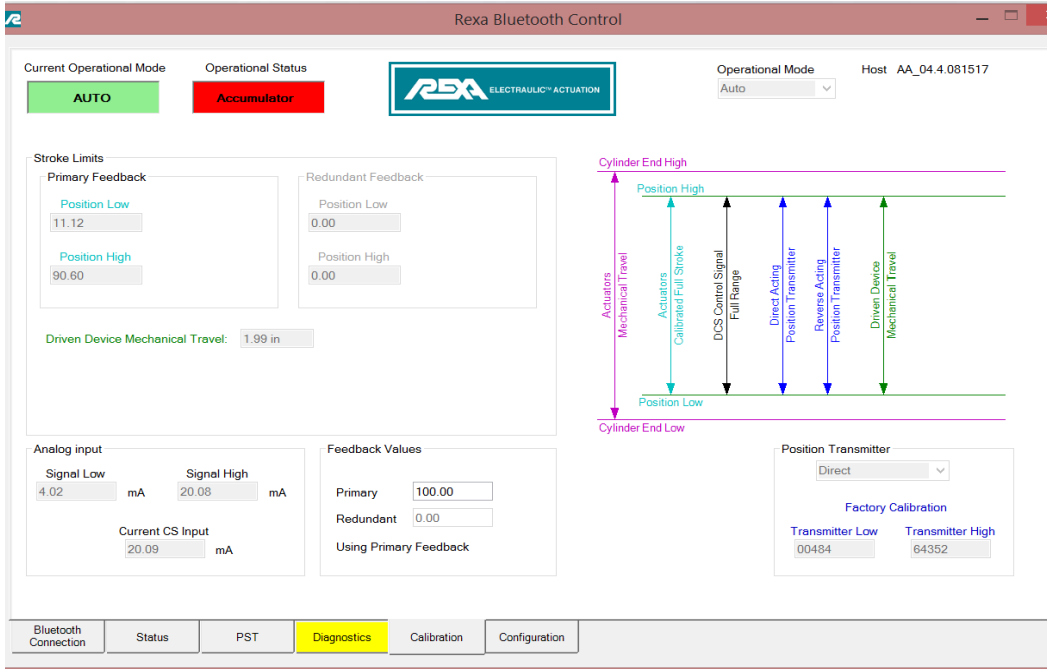 Rexa Bluetooth Control
Current Operational Mode
AUTO
Operational Status
Accumulator
REXA ELECTRAULIC™ ACTUATION
Operational Mode
Auto
Host AA_04.4.081517
Stroke Limits
Primary Feedback
Position Low
11.12
Position High
90.60
Redundant Feedback
Position Low
0.00
Position High
0.00
Driven Device Mechanical Travel: 1.99 in
Cylinder End High
Position High
Actuators
Mechanical Travel
Actuators
Calibrated Full Stroke
DCS Control Signal
Full Range
Direct Acting
Position Transmitter
Reverse Acting
Position Transmitter
Driven Device
Mechanical Travel
Position Low
Cylinder End Low
Analog input
Signal Low
4.02 mA
Signal High
20.08 mA
Current CS Input
20.09 mA
Feedback Values
Primary 100.00
Redundant 0.00
Using Primary Feedback
Position Transmitter
Direct
Factory Calibration
Transmitter Low
00484
Transmitter High
64352
Bluetooth
Connection
Status
PST
Diagnostics
Calibration
Configuration